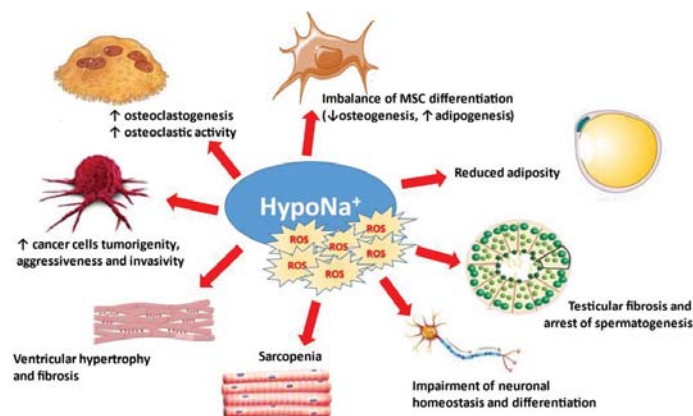 Imbalance of MSC differentiation
(↓osteogenesis, ↑ adipogenesis)
↑ osteoclastogenesis
↑ osteoclastic activity
Reduced adiposity
HypoNa+
ROS
ROS
ROS
ROS
ROS
ROS
ROS
↑ cancer cells tumorigenity,
aggressiveness and invasivity
Testicular fibrosis and
arrest of spermatogenesis
Ventricular hypertrophy
and fibrosis
Sarcopenia
Impairment of neuronal
homeostasis and differentiation